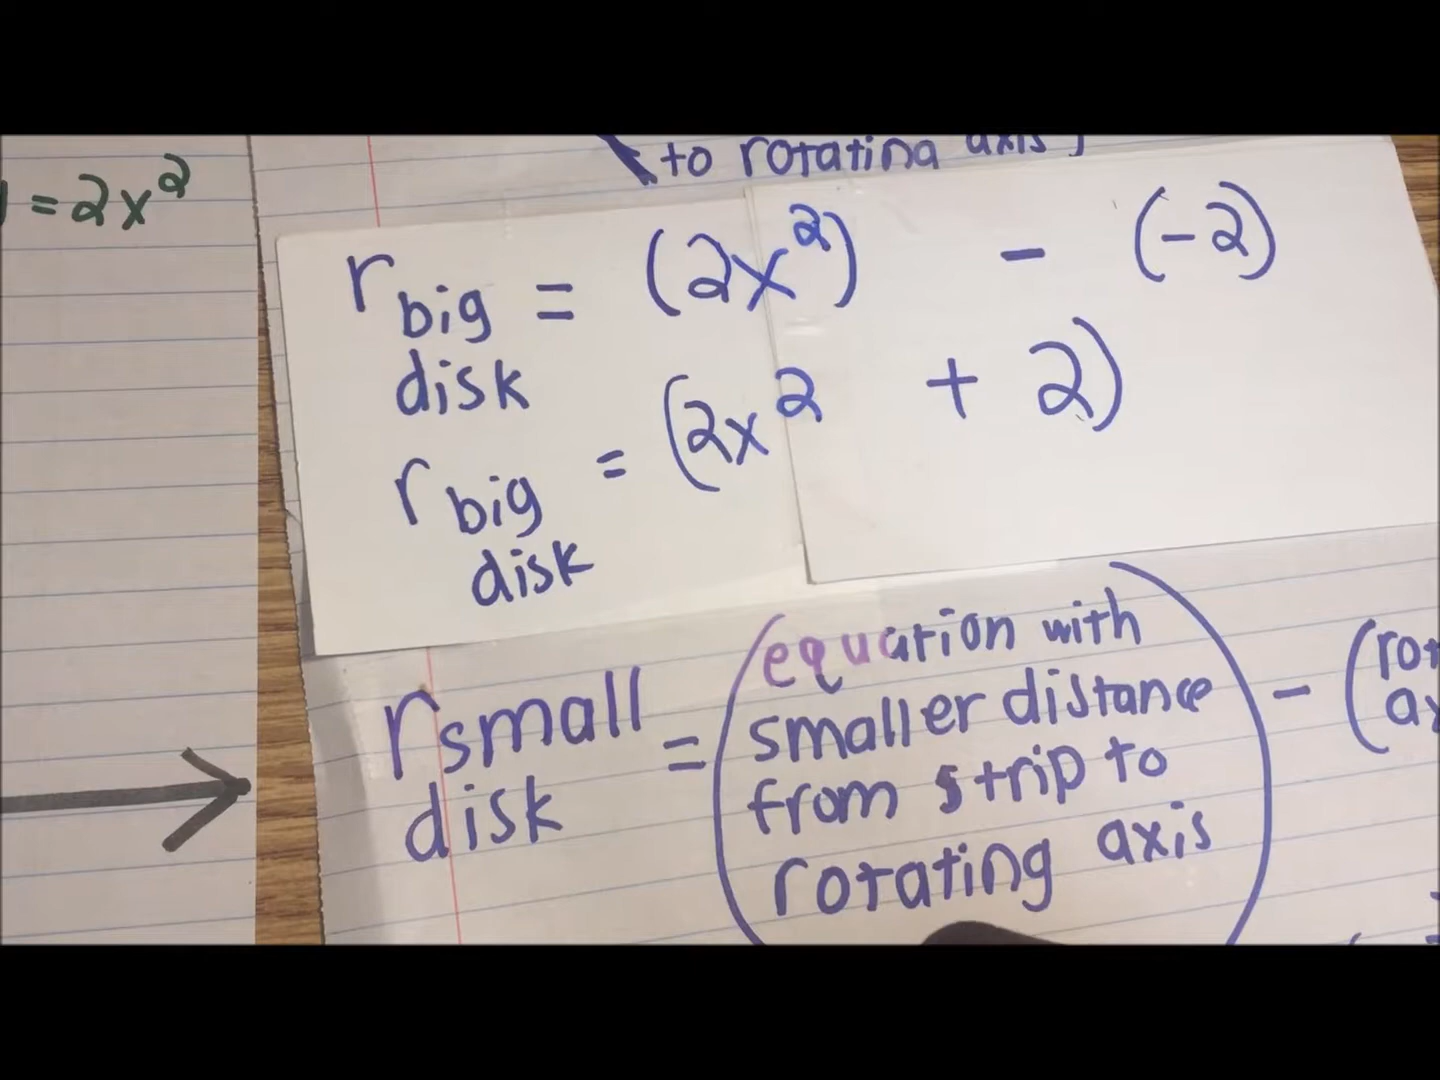 = 2x²
to rotating axis)
r big disk = (2x²) - (-2)
r big disk = (2x² + 2)
r small disk = (equation with
smaller distance
from strip to
rotating axis) - (